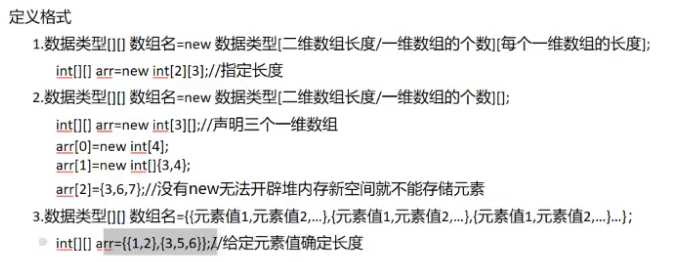 定义格式
1.数据类型[][] 数组名=new 数据类型[二维数组长度/一维数组的个数][每个一维数组的长度];
int[][] arr=new int[2][3];//指定长度
2.数据类型[][] 数组名=new 数据类型[二维数组长度/一维数组的个数][];
int[][] arr=new int[3][];//声明三个一维数组
arr[0]=new int[4];
arr[1]=new int[]{3,4};
arr[2]={3,6,7};//没有new无法开辟堆内存新空间就不能存储元素
3.数据类型[][] 数组名={{元素值1,元素值2,...},{元素值1,元素值2,...},{元素值1,元素值2,...}...};
int[][] arr={{1,2},{3,5,6}};//给定元素值确定长度